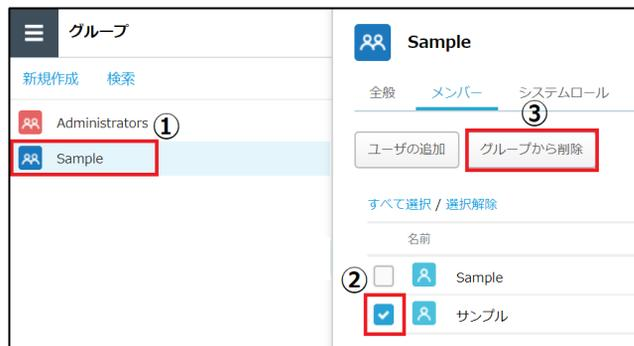 グループ
新規作成 検索
Administrators ①
Sample
Sample
全般 メンバー システムロール
③
ユーザの追加 グループから削除
すべて選択 / 選択解除
名前
② Sample
サンプル